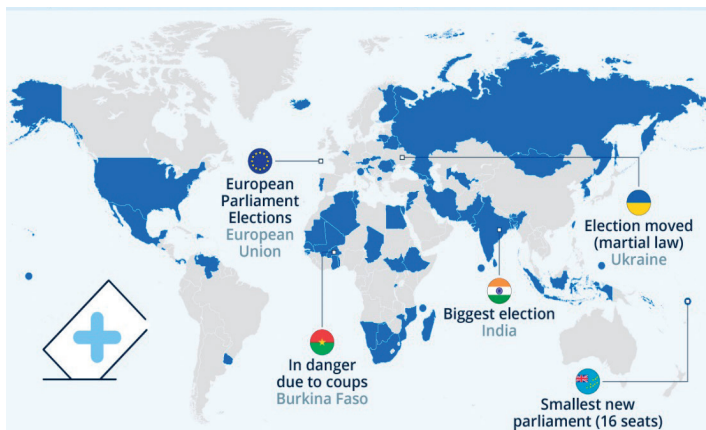 European
Parliament
Elections
European
Union
Election moved
(martial law)
Ukraine
Biggest election
India
In danger
due to coups
Burkina Faso
Smallest new
parliament (16 seats)